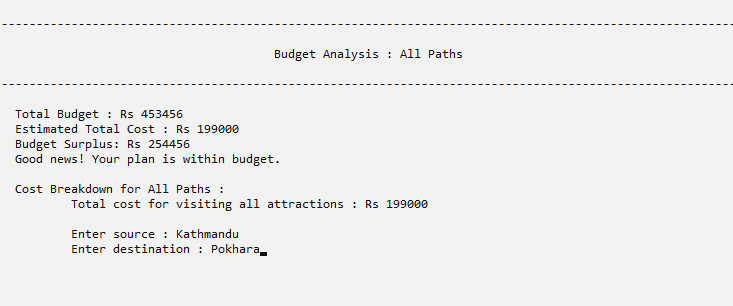 Budget Analysis : All Paths
Total Budget : Rs 453456
Estimated Total Cost : Rs 199000
Budget Surplus: Rs 254456
Good news! Your plan is within budget.
Cost Breakdown for All Paths :
Total cost for visiting all attractions : Rs 199000
Enter source : Kathmandu
Enter destination : Pokhara